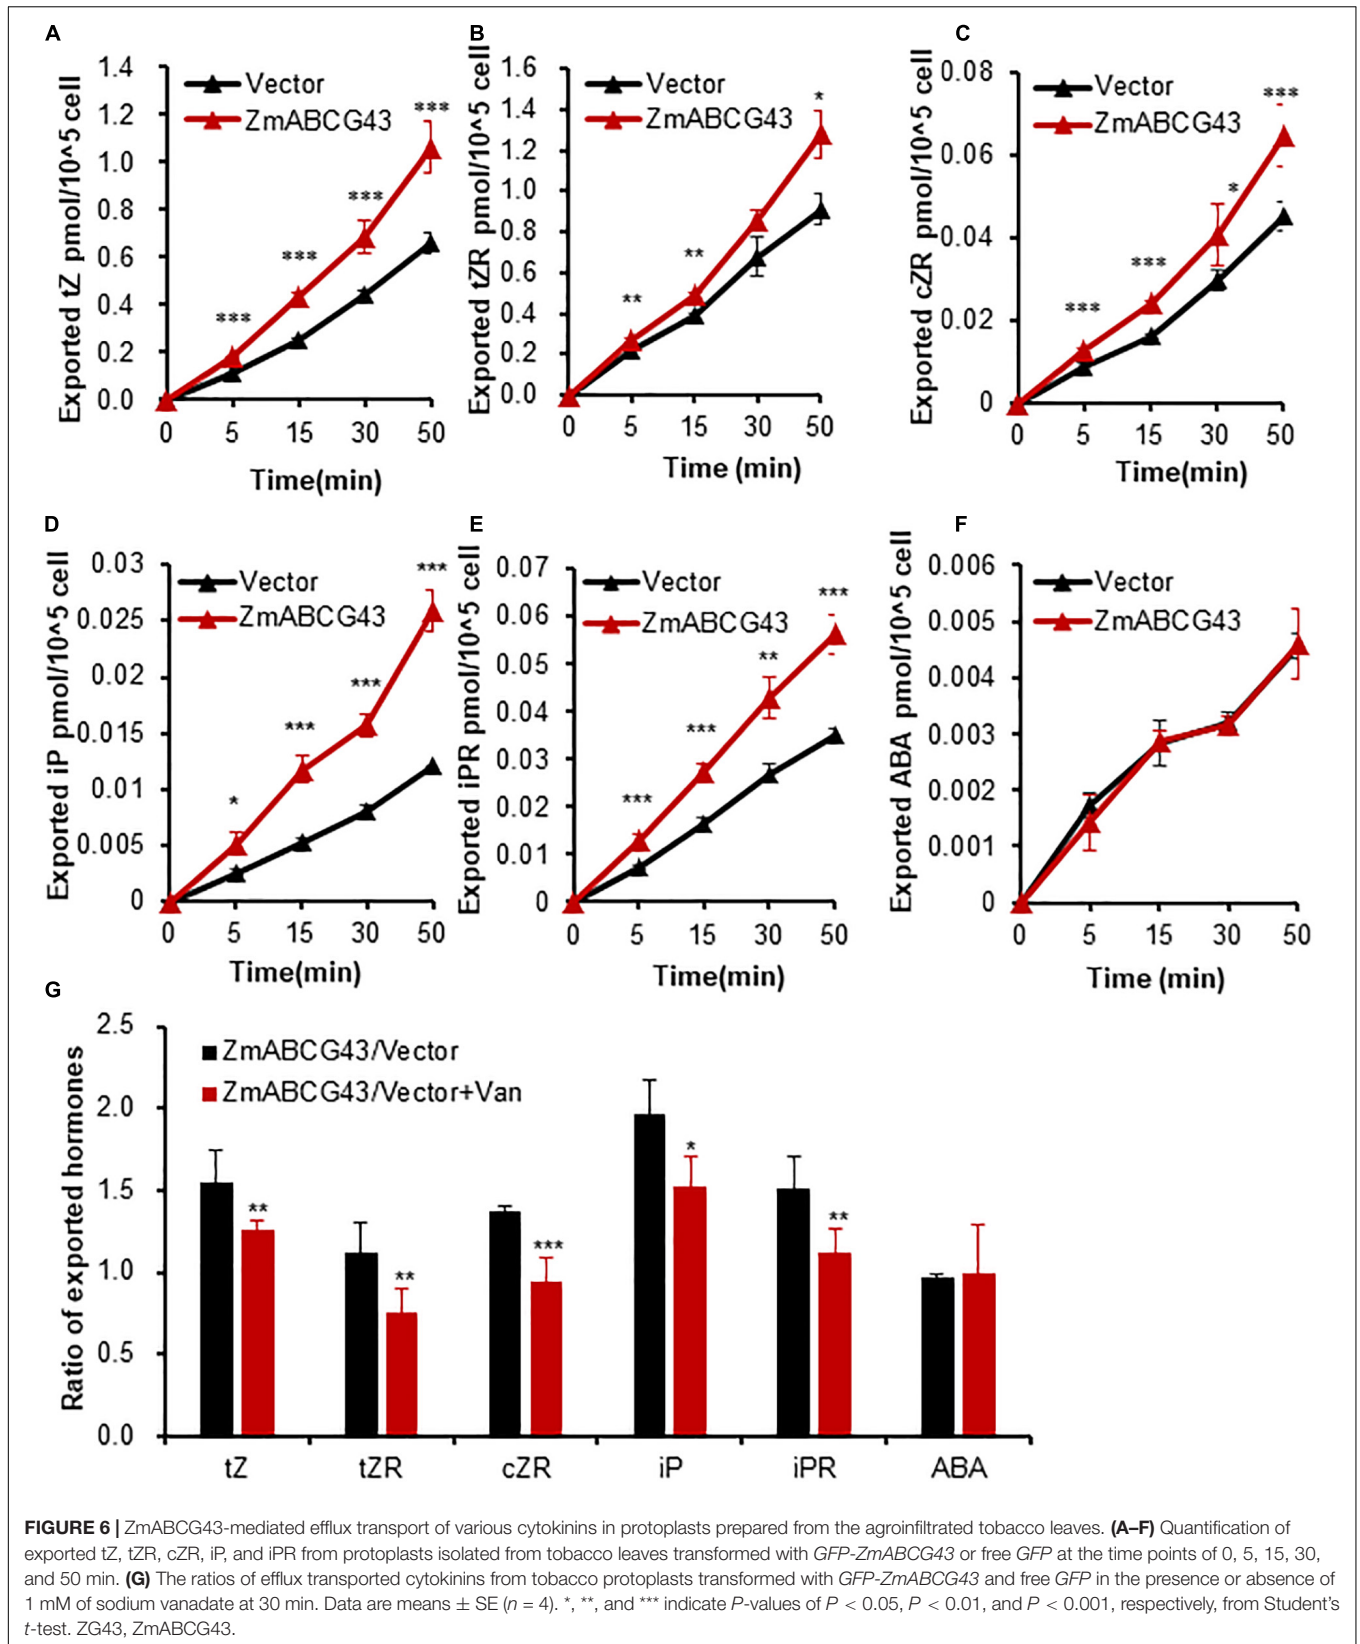 A
Exported tZ pmol/10^5 cell
1.4
1.2
1.0
0.8
0.6
0.4
0.2
0.0
Vector
ZmABCG43
***
***
***
***
0 5 15 30 50
Time(min)
B
Exported tZR pmol/10^5 cell
1.6
1.4
1.2
1.0
0.8
0.6
0.4
0.2
0.0
Vector
ZmABCG43
**
**
*
0 5 15 30 50
Time (min)
C
Exported cZR pmol/10^5 cell
0.08
0.06
0.04
0.02
0
Vector
ZmABCG43
***
***
*
***
0 5 15 30 50
Time(min)
D
Exported iP pmol/10^5 cell
0.03
0.025
0.02
0.015
0.01
0.005
0
Vector
ZmABCG43
*
***
***
***
0 5 15 30 50
Time(min)
E
Exported iPR pmol/10^5 cell
0.07
0.06
0.05
0.04
0.03
0.02
0.01
0
Vector
ZmABCG43
***
***
**
***
0 5 15 30 50
Time(min)
F
Exported ABA pmol/10^5 cell
0.006
0.005
0.004
0.003
0.002
0.001
0
Vector
ZmABCG43
0 5 15 30 50
Time (min)
G
Ratio of exported hormones
2.5
2.0
1.5
1.0
0.5
0.0
ZmABCG43/Vector
ZmABCG43/Vector+Van
**
**
***
*
**
tZ tZR cZR iP iPR ABA
FIGURE 6 | ZmABCG43-mediated efflux transport of various cytokinins in protoplasts prepared from the agroinfiltrated tobacco leaves. (A–F) Quantification of
exported tZ, tZR, cZR, iP, and iPR from protoplasts isolated from tobacco leaves transformed with GFP-ZmABCG43 or free GFP at the time points of 0, 5, 15, 30,
and 50 min. (G) The ratios of efflux transported cytokinins from tobacco protoplasts transformed with GFP-ZmABCG43 and free GFP in the presence or absence of
1 mM of sodium vanadate at 30 min. Data are means ± SE (n = 4). *, **, and *** indicate P-values of P < 0.05, P < 0.01, and P < 0.001, respectively, from Student's
t-test. ZG43, ZmABCG43.